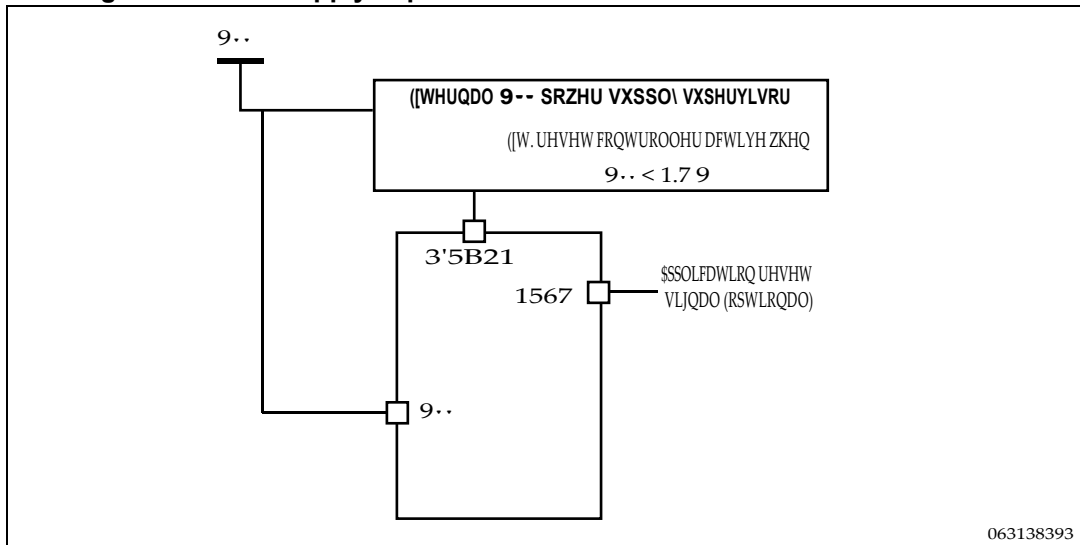 9··
([WHUQDO 9-- SRZHU VXSSO\ VXSHUYLVRU
([W. UHVHW FRQWUROOHU DFWLYH ZKHQ
9·· < 1.7 9
3'5B21
1567
$SSOLFDWLRQ UHVHW
VLJQDO (RSWLRQDO)
9··
063138393